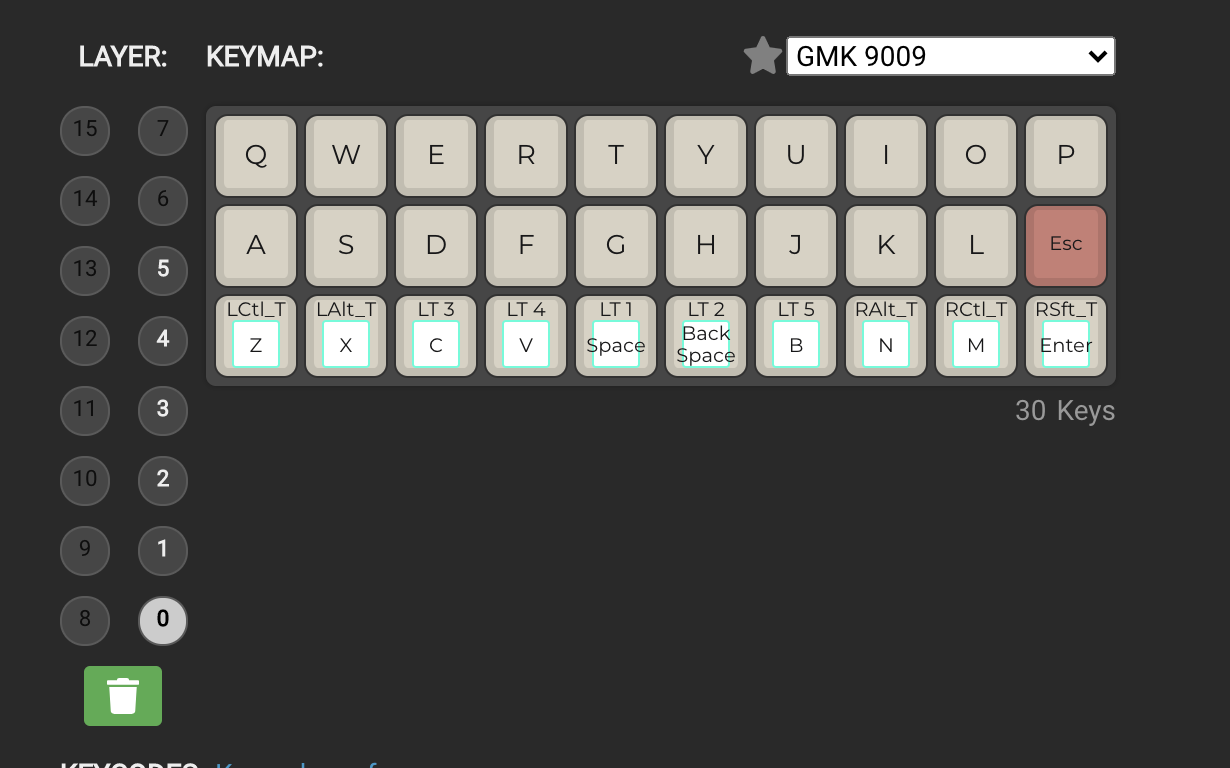 LAYER: KEYMAP: GMK 9009
15 7 Q W E R T Y U I O P
14 6
13 5 A S D F G H J K L Esc
LCtl_T LAlt_T LT 3 LT 4 LT 1 LT 2 LT 5 RAlt_T RCtl_T RSft_T
12 4 Z X C V Space Back Space B N M Enter
11 3 30 Keys
10 2
9 1
8 0